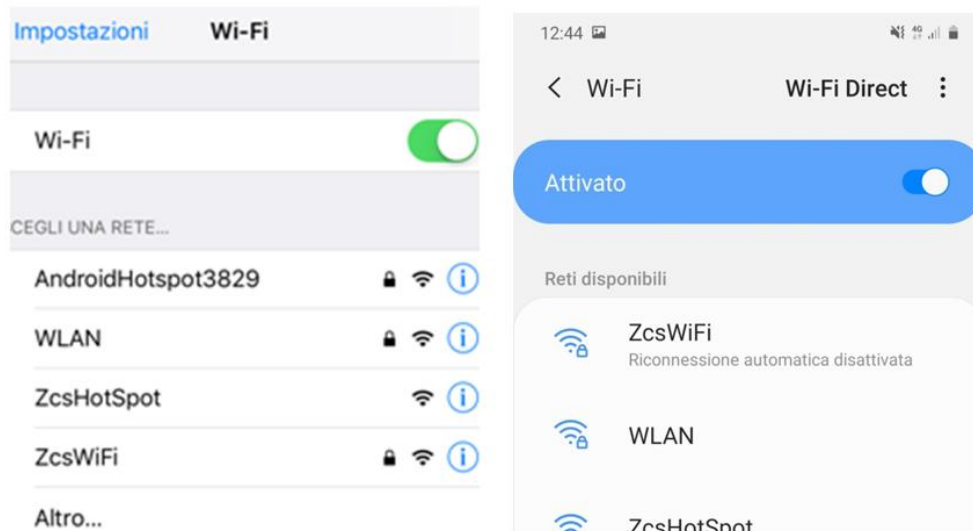 Impostazioni Wi-Fi
Wi-Fi
CEGLI UNA RETE...
AndroidHotspot3829
WLAN
ZcsHotSpot
ZcsWiFi
Altro...
12:44 4G
Wi-Fi Wi-Fi Direct
Attivato
Reti disponibili
ZcsWiFi
Riconnessione automatica disattivata
WLAN
ZcsHotSpot